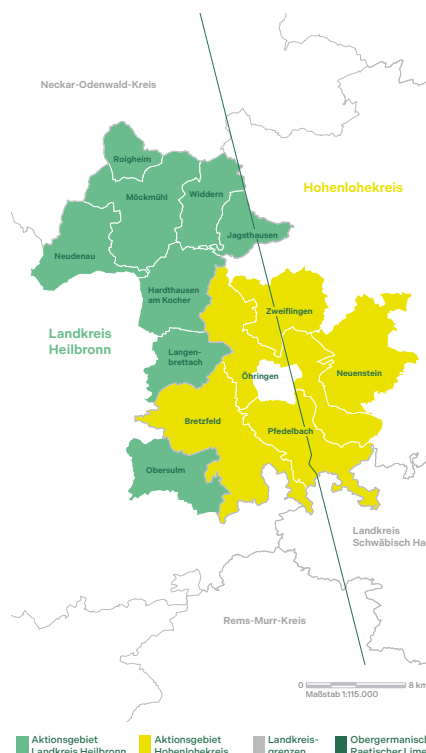 Neckar-Odenwald-Kreis
Roigheim
Hohenlohekreis
Widdern
Möckmühl
Jagsthausen
Neudenau
Hardthausen
am Kocher
Zweiflingen
Landkreis
Heilbronn
Langen-
brettach
Öhringen
Neuenstein
Bretzfeld
Pfedelbach
Obersulm
Landkreis
Schwäbisch Ha
Rems-Murr-Kreis
0 8 km
Maßstab 1:115.000
Aktionsgebiet
Landkreis Heilbronn
Aktionsgebiet
Hohenlohekreis
Landkreis-
grenzen
Obergermanisch
Raetischer Lime